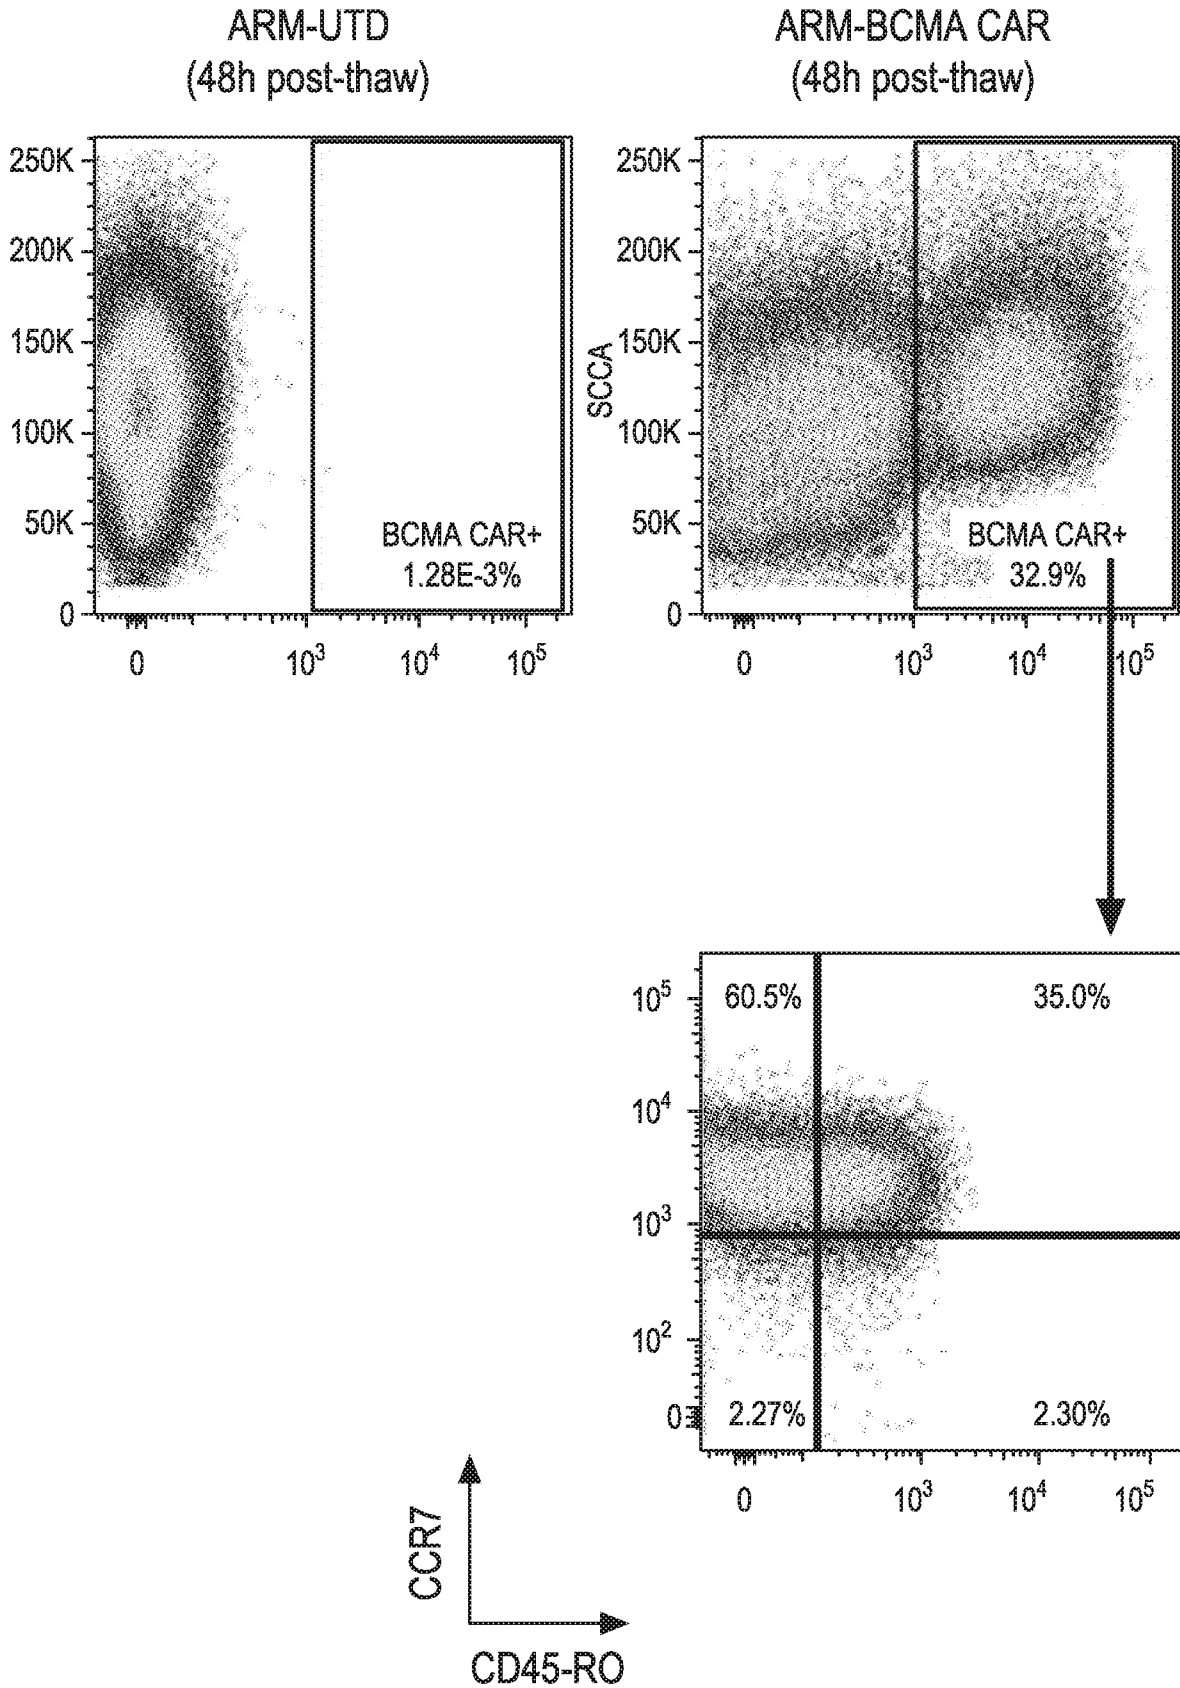 ARM-UTD
(48h post-thaw)
ARM-BCMA CAR
(48h post-thaw)
250K
200K
150K
100K
50K
0
BCMA CAR+
1.28E-3%
0 10³ 10⁴ 10⁵
SCCA
250K
200K
150K
100K
50K
0
BCMA CAR+
32.9%
0 10³ 10⁴ 10⁵
10⁵
10⁴
10³
10²
0
60.5% 35.0%
2.27% 2.30%
0 10³ 10⁴ 10⁵
CCR7
CD45-RO